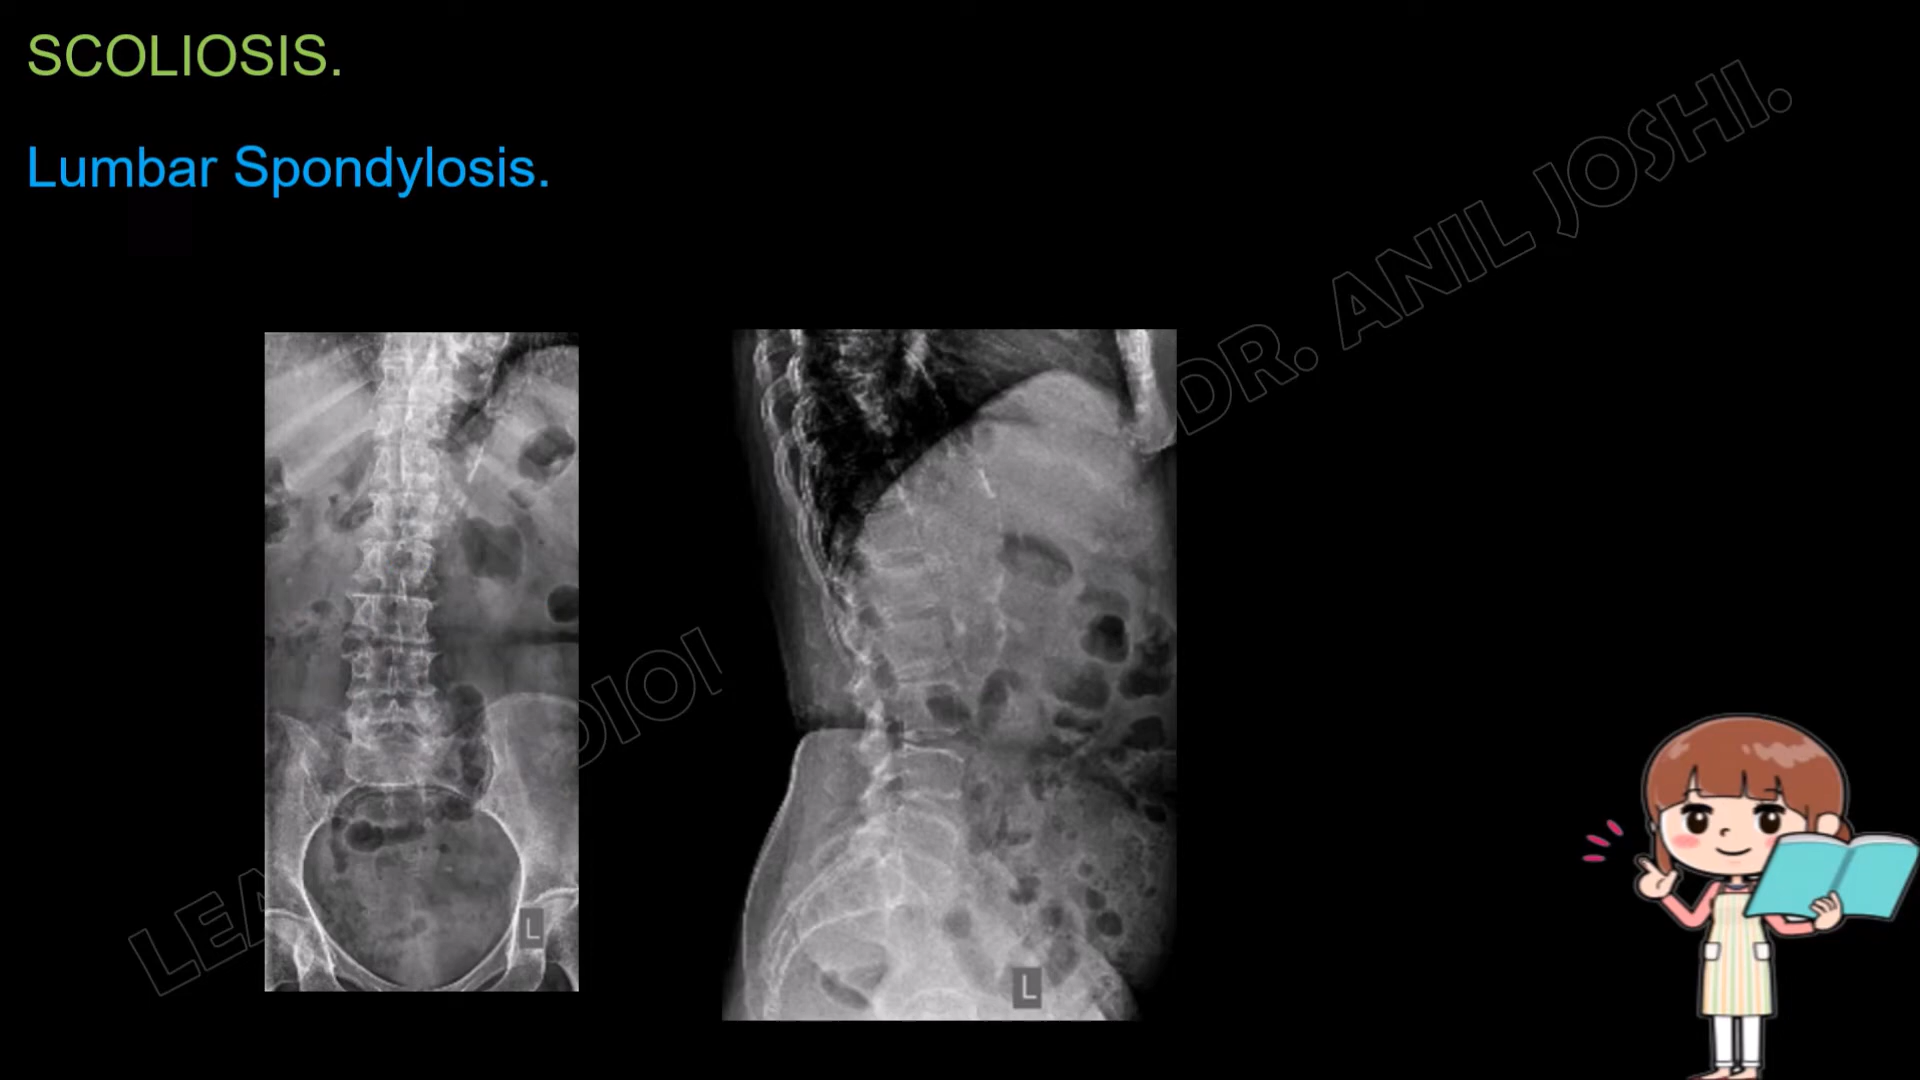 SCOLIOSIS.
Lumbar Spondylosis.
DR. ANIL JOSHI.
L
L